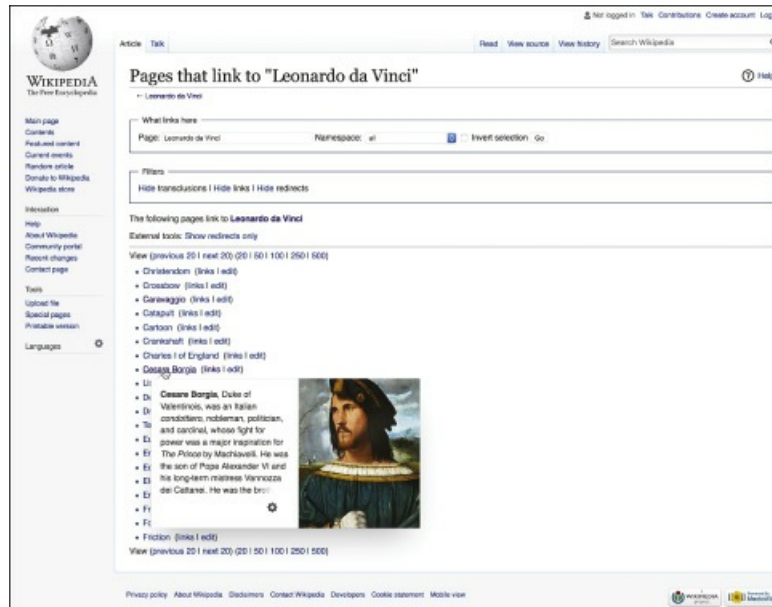 Not logged in Talk Contributions Create account Log
Article Talk Read View source View history Search Wikipedia
WIKIPEDIA
The Free Encyclopedia
Pages that link to "Leonardo da Vinci"
Help
← Leonardo da Vinci
Main page
Contents
Featured content
Current events
Random article
Donate to Wikipedia
Wikipedia store
Interaction
Help
About Wikipedia
Community portal
Recent changes
Contact page
Tools
Upload file
Special pages
Printable version
Languages
What links here
Page: Leonardo da Vinci Namespace: all Invert selection Go
Filters
Hide transclusions | Hide links | Hide redirects
The following pages link to Leonardo da Vinci
External tools: Show redirects only
View (previous 20 | next 20) (20 | 50 | 100 | 250 | 500)
• Christendom (links | edit)
• Crossbow (links | edit)
• Caravaggio (links | edit)
• Catapult (links | edit)
• Cartoon (links | edit)
• Crankshaft (links | edit)
• Charles I of England (links | edit)
• Cesare Borgia (links | edit)
Cesare Borgia, Duke of
Valentinois, was an Italian
condottiero, nobleman, politician,
and cardinal, whose fight for
power was a major inspiration for
The Prince by Machiavelli. He was
the son of Pope Alexander VI and
his long-term mistress Vannozza
dei Cattanei. He was the bro
• Friction (links | edit)
View (previous 20 | next 20) (20 | 50 | 100 | 250 | 500)
Privacy policy About Wikipedia Disclaimers Contact Wikipedia Developers Cookie statement Mobile view